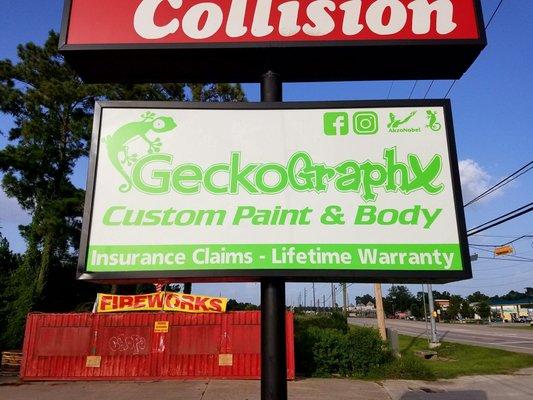 Collision
GeckoGraphX
AkzoNobel
Custom Paint & Body
Insurance Claims - Lifetime Warranty
FIREWORKS